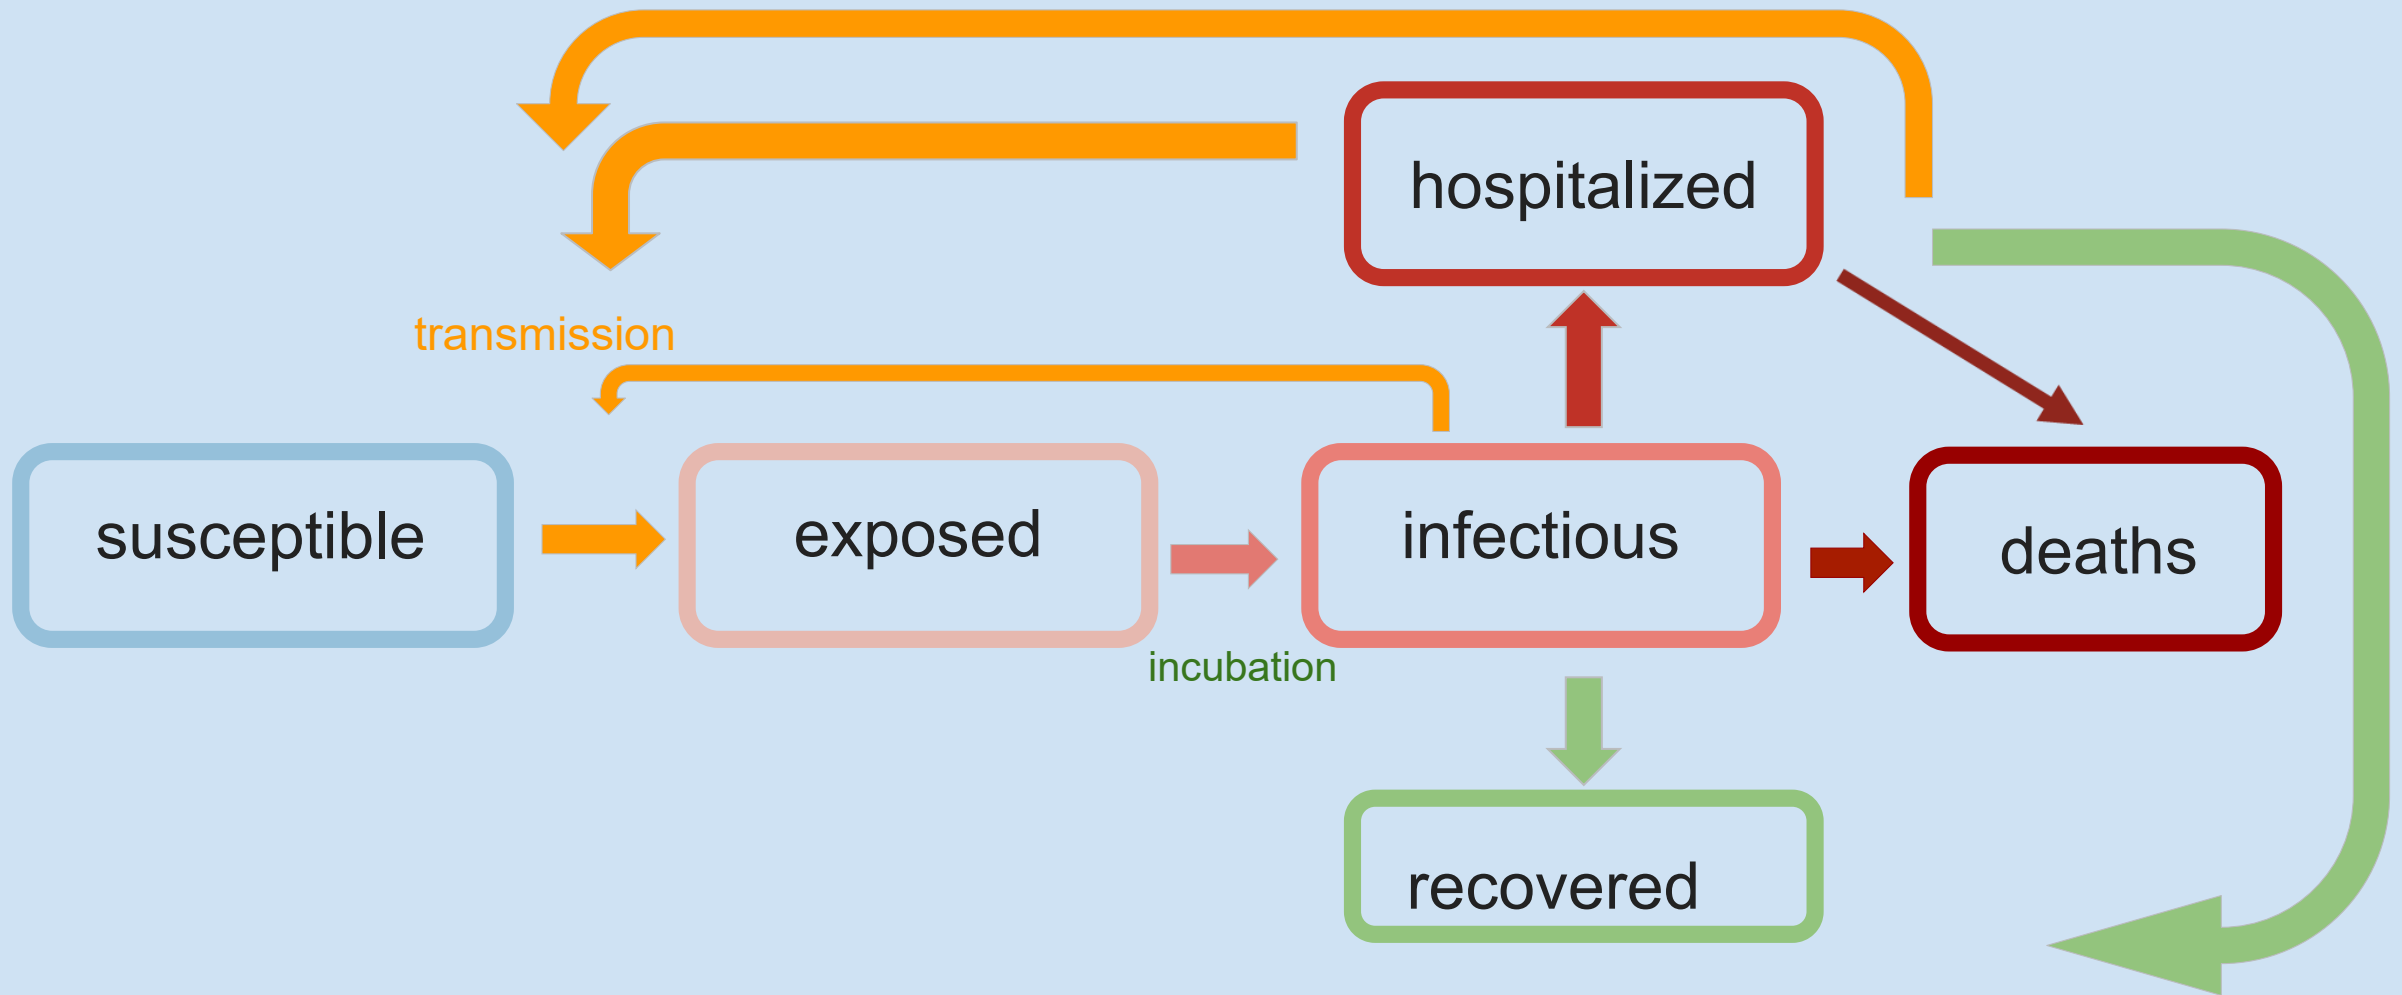 hospitalized
transmission
susceptible
exposed
infectious
deaths
incubation
recovered